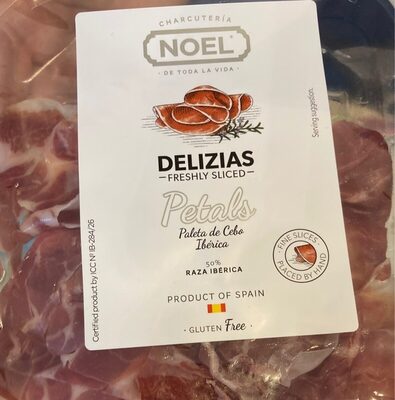 CHARCUTERÍA
NOEL
· DE TODA LA VIDA ·
Serving suggestion.
DELIZIAS
— FRESHLY SLICED —
Petals
Paleta de Cebo
Ibérica
50%
RAZA IBÉRICA
· FINE SLICES ·
PLACED BY HAND
PRODUCT OF SPAIN
· GLUTEN Free ·
Certified product by ICC Nº IB-284/26